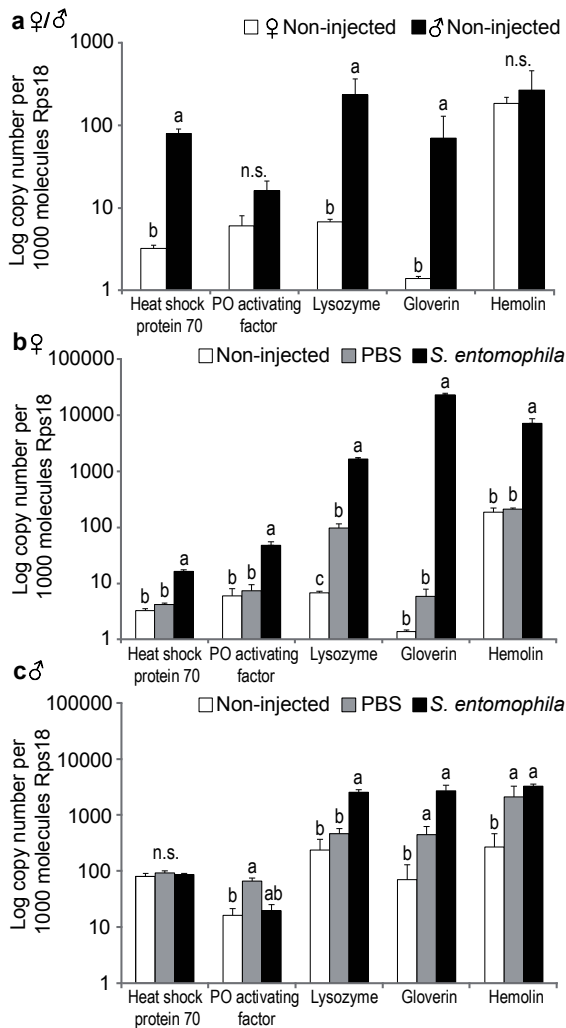 a ♀/♂
♀ Non-injected ♂ Non-injected
Log copy number per
1000 molecules Rps18
1000
100
10
1
b
a
n.s.
b
a
b
a
n.s.
Heat shock
protein 70
PO activating
factor
Lysozyme
Gloverin
Hemolin
b ♀
Non-injected PBS S. entomophila
Log copy number per
1000 molecules Rps18
100000
10000
1000
100
10
1
b b a
b b a
c b a
b b a
b b a
Heat shock
protein 70
PO activating
factor
Lysozyme
Gloverin
Hemolin
c ♂
Non-injected PBS S. entomophila
Log copy number per
1000 molecules Rps18
100000
10000
1000
100
10
1
n.s.
b a ab
b b a
b a a
b a a
Heat shock
protein 70
PO activating
factor
Lysozyme
Gloverin
Hemolin